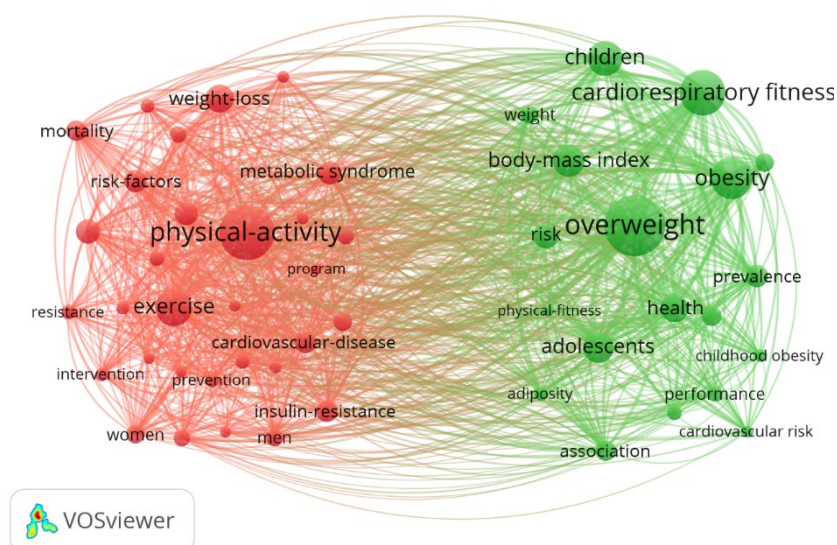 children
cardiorespiratory fitness
weight-loss
weight
mortality
body-mass index
metabolic syndrome
risk-factors
obesity
physical-activity
overweight
risk
program
prevalence
exercise
physical-fitness
health
resistance
cardiovascular-disease
adolescents
childhood obesity
intervention
prevention
adiposity
performance
insulin-resistance
women
men
cardiovascular risk
association
VOSviewer